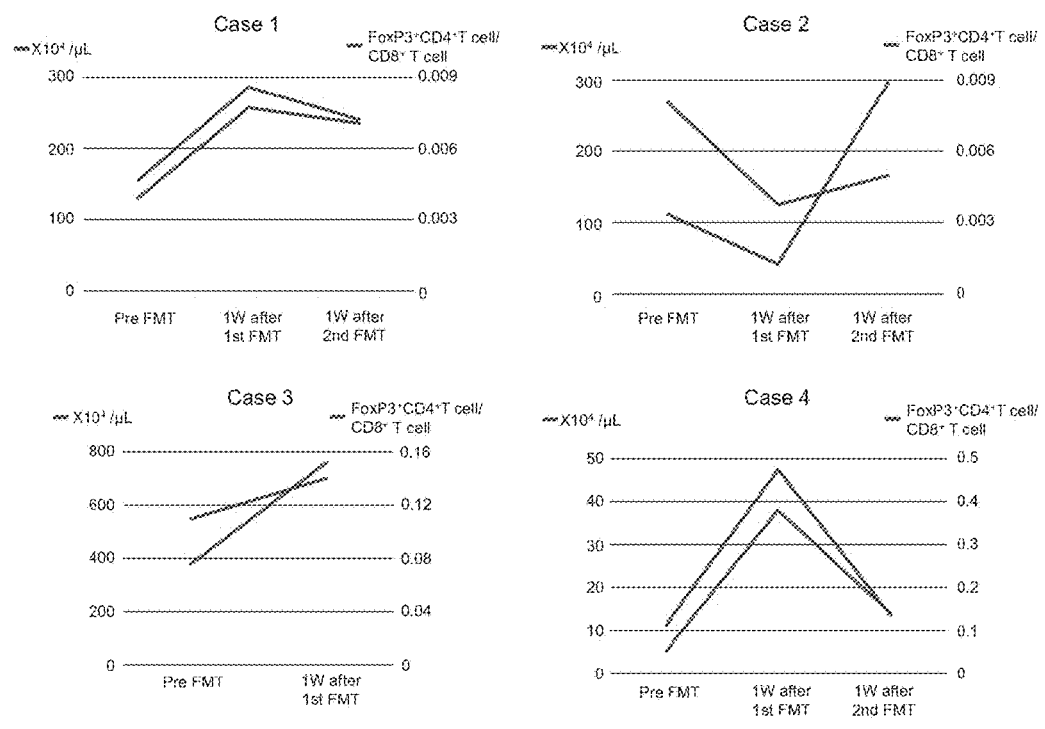 Case 1
X10⁴ /µL
FoxP3⁺CD4⁺T cell/
CD8⁺ T cell
300
200
100
0
0.009
0.006
0.003
0
Pre FMT
1W after
1st FMT
1W after
2nd FMT
Case 2
X10⁴ /µL
FoxP3⁺CD4⁺T cell/
CD8⁺ T cell
300
200
100
0
0.009
0.006
0.003
0
Pre FMT
1W after
1st FMT
1W after
2nd FMT
Case 3
X10⁴ /µL
FoxP3⁺CD4⁺T cell/
CD8⁺ T cell
800
600
400
200
0
0.16
0.12
0.08
0.04
0
Pre FMT
1W after
1st FMT
Case 4
X10⁴ /µL
FoxP3⁺CD4⁺T cell/
CD8⁺ T cell
50
40
30
20
10
0
0.5
0.4
0.3
0.2
0.1
0
Pre FMT
1W after
1st FMT
1W after
2nd FMT